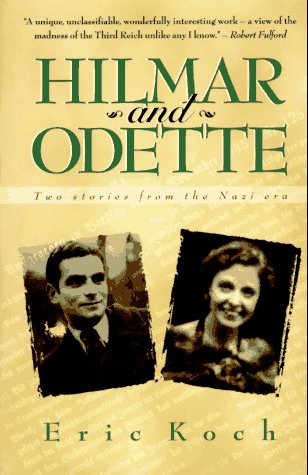 "A unique, unclassifiable, wonderfully interesting work – a view of the
madness of the Third Reich unlike any I know." – Robert Fulford
HILMAR
and
ODETTE
Two stories from the Nazi era
Eric Koch